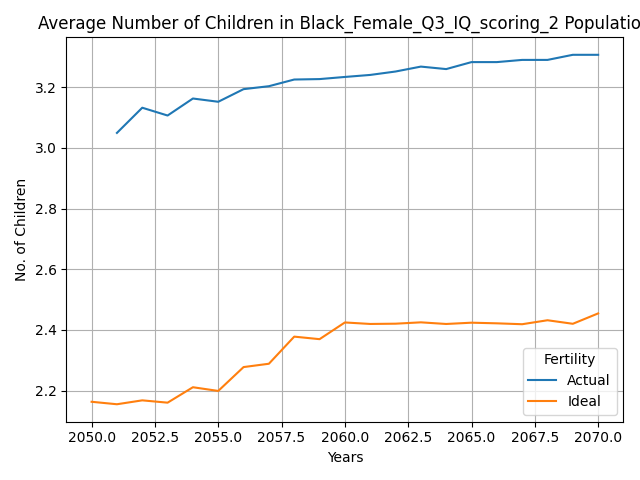 Average Number of Children in Black_Female_Q3_IQ_scoring_2 Populatio
No. of Children
3.2
3.0
2.8
2.6
2.4
2.2
Fertility
Actual
Ideal
2050.0 2052.5 2055.0 2057.5 2060.0 2062.5 2065.0 2067.5 2070.0
Years